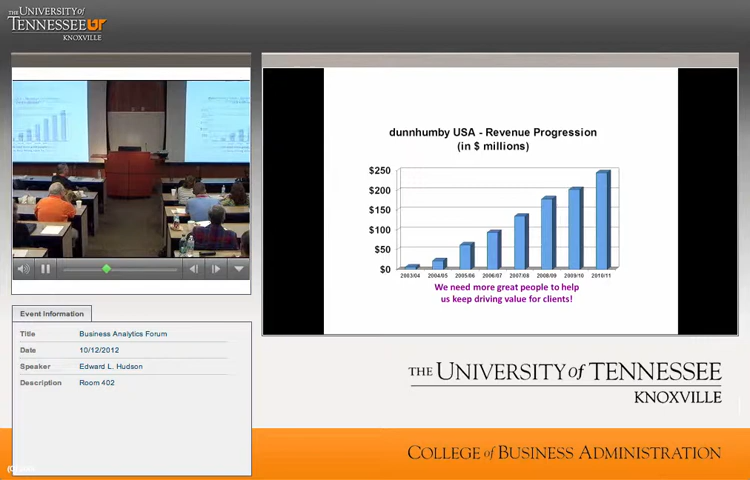 THE UNIVERSITY of
TENNESSEE UT
KNOXVILLE
dunnhumby USA - Revenue Progression
(in $ millions)
$250
$200
$150
$100
$50
$0
2003/04 2004/05 2005/06 2006/07 2007/08 2008/09 2009/10 2010/11
We need more great people to help
us keep driving value for clients!
Event Information
Title Business Analytics Forum
Date 10/12/2012
Speaker Edward L. Hudson
Description Room 402
THE UNIVERSITY of TENNESSEE
KNOXVILLE
COLLEGE of BUSINESS ADMINISTRATION